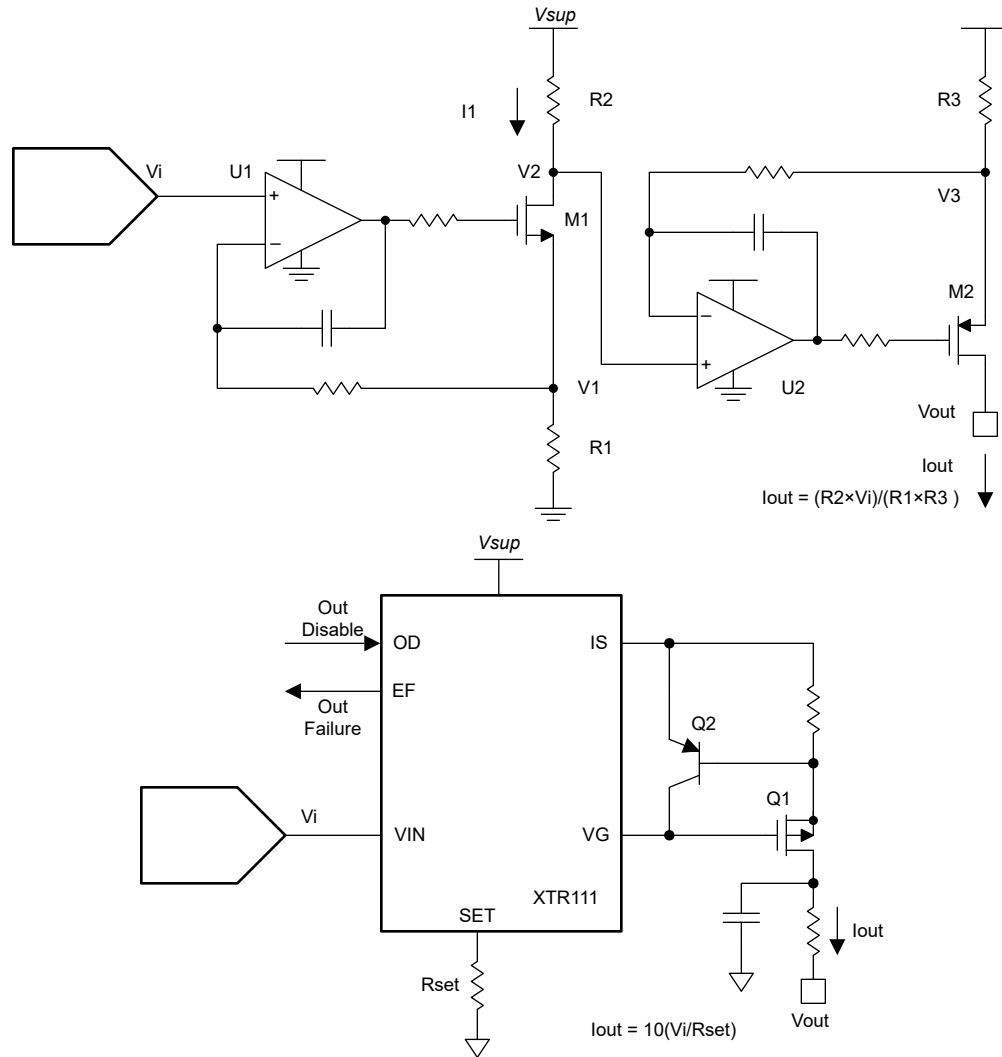 Vsup
R2
I1
R3
Vi
U1
V2
V3
+
M1
−
M2
−
+
V1
U2
Vout
R1
Iout
Iout = (R2×Vi)/(R1×R3 )
Vsup
Out
Disable
OD
IS
EF
Out
Failure
Q2
Q1
Vi
VIN
VG
XTR111
SET
Iout
Rset
Vout
Iout = 10(Vi/Rset)